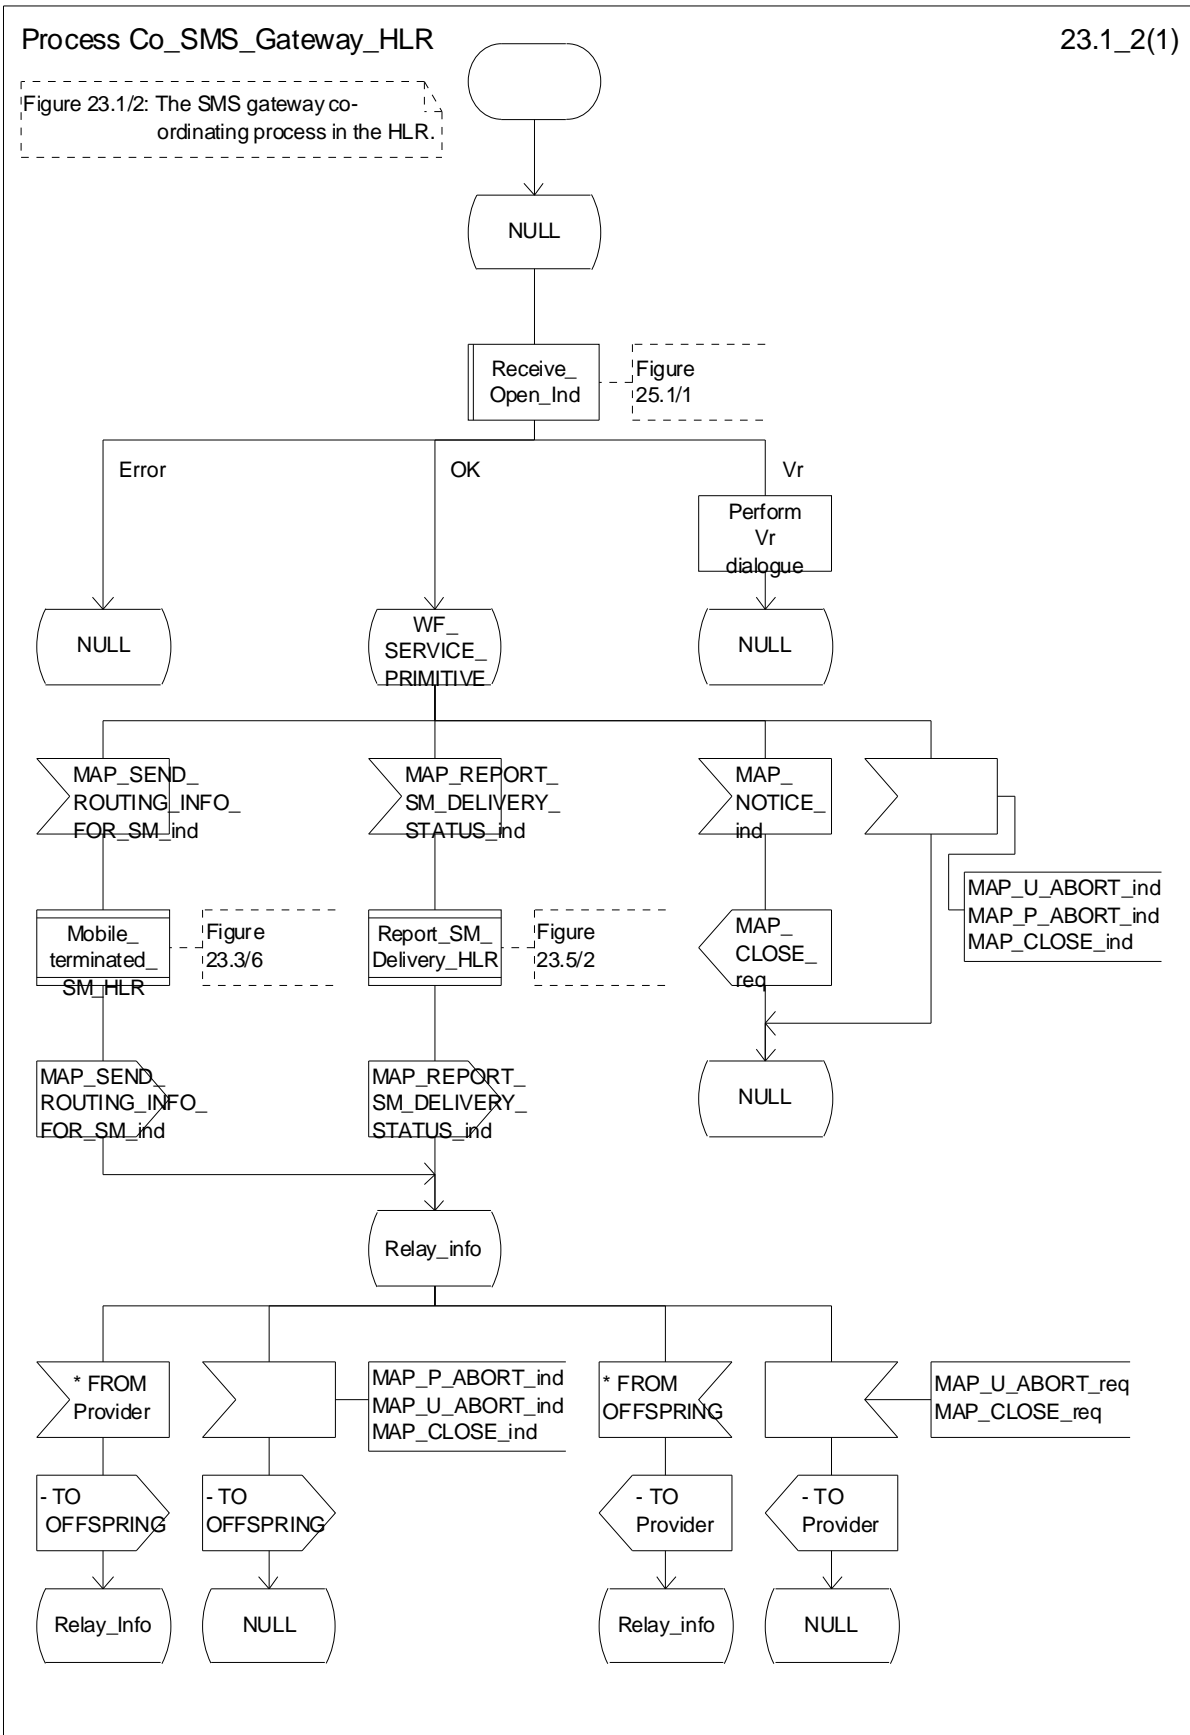 Process Co_SMS_Gateway_HLR
23.1_2(1)
Figure 23.1/2: The SMS gateway co-
ordinating process in the HLR.
NULL
Receive_
Open_Ind
Figure
25.1/1
Error
OK
Vr
Perform
Vr
dialogue
NULL
WF_
SERVICE_
PRIMITIVE
NULL
MAP_SEND_
ROUTING_INFO_
FOR_SM_ind
MAP_REPORT_
SM_DELIVERY_
STATUS_ind
MAP_
NOTICE_
ind
MAP_U_ABORT_ind
MAP_P_ABORT_ind
MAP_CLOSE_ind
Mobile_
terminated_
SM_HLR
Figure
23.3/6
Report_SM_
Delivery_HLR
Figure
23.5/2
MAP_
CLOSE_
req
MAP_SEND_
ROUTING_INFO_
FOR_SM_ind
MAP_REPORT_
SM_DELIVERY_
STATUS_ind
NULL
Relay_info
* FROM
Provider
MAP_P_ABORT_ind
MAP_U_ABORT_ind
MAP_CLOSE_ind
* FROM
OFFSPRING
MAP_U_ABORT_req
MAP_CLOSE_req
- TO
OFFSPRING
- TO
OFFSPRING
- TO
Provider
- TO
Provider
Relay_Info
NULL
Relay_info
NULL